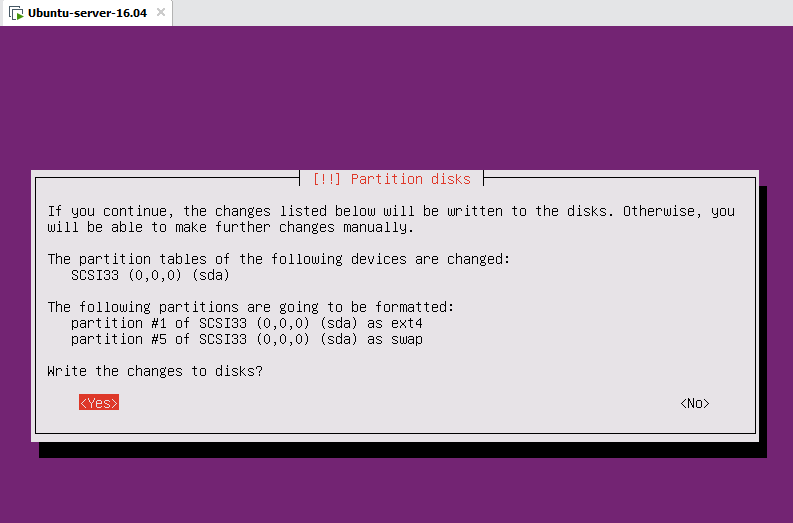 Ubuntu-server-16.04
[!!] Partition disks
If you continue, the changes listed below will be written to the disks. Otherwise, you
will be able to make further changes manually.
The partition tables of the following devices are changed:
SCSI33 (0,0,0) (sda)
The following partitions are going to be formatted:
partition #1 of SCSI33 (0,0,0) (sda) as ext4
partition #5 of SCSI33 (0,0,0) (sda) as swap
Write the changes to disks?
<Yes> <No>